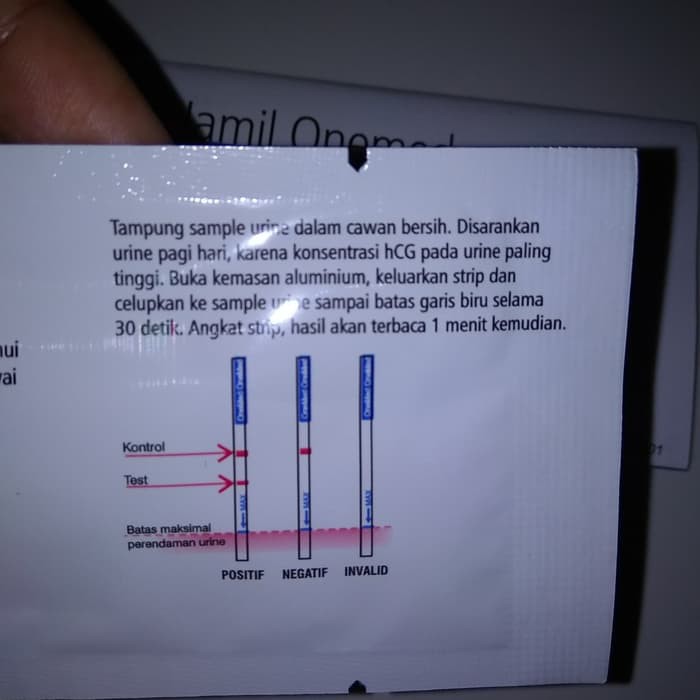 Tampung sample urine dalam cawan bersih. Disarankan
urine pagi hari, karena konsentrasi hCG pada urine paling
tinggi. Buka kemasan aluminium, keluarkan strip dan
celupkan ke sample urine sampai batas garis biru selama
30 detik. Angkat strip, hasil akan terbaca 1 menit kemudian.
Kontrol
Test
MAX MAX MAX
Batas maksimal
perendaman urine
POSITIF NEGATIF INVALID